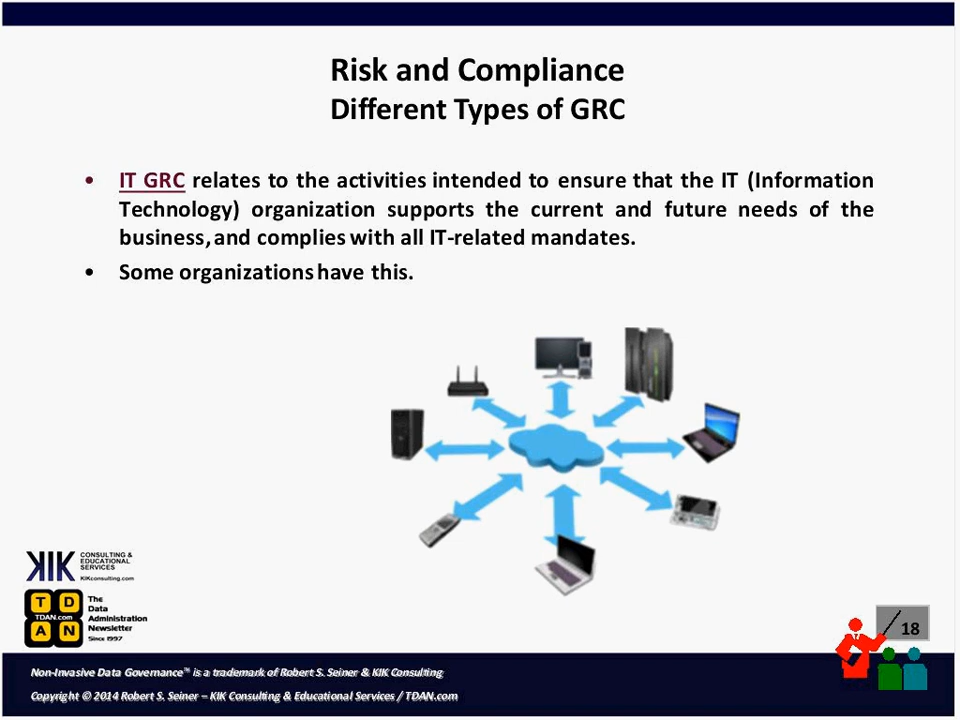 Risk and Compliance
Different Types of GRC
• IT GRC relates to the activities intended to ensure that the IT (Information
Technology) organization supports the current and future needs of the
business, and complies with all IT-related mandates.
• Some organizations have this.
KIK
CONSULTING &
EDUCATIONAL
SERVICES
KIKconsulting.com
T D
TDAN.com
A N
The
Data
Administration
Newsletter
Since 1997
18
Non-Invasive Data Governance™ is a trademark of Robert S. Seiner & KIK Consulting
Copyright © 2014 Robert S. Seiner – KIK Consulting & Educational Services / TDAN.com